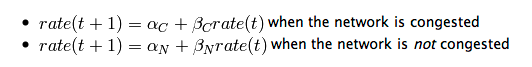 • rate(t + 1) = α_C + β_C rate(t) when the network is congested
• rate(t + 1) = α_N + β_N rate(t) when the network is not congested